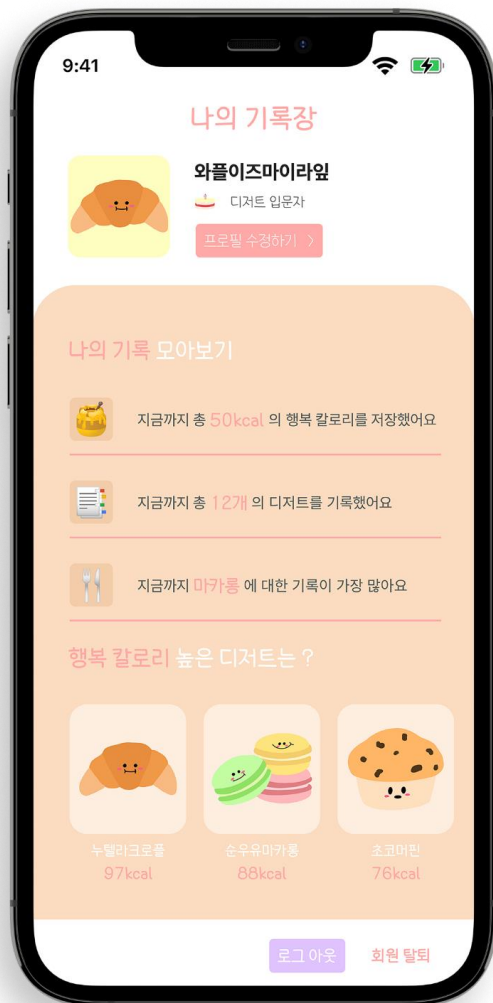 9:41
나의 기록장
와플이즈마이라잎
디저트 입문자
프로필 수정하기 >
나의 기록 모아보기
지금까지 총 50kcal 의 행복 칼로리를 저장했어요
지금까지 총 12개 의 디저트를 기록했어요
지금까지 마카롱 에 대한 기록이 가장 많아요
행복 칼로리 높은 디저트는 ?
누텔라크로플 순우유마카롱 초코머핀
97kcal 88kcal 76kcal
로그 아웃 회원 탈퇴